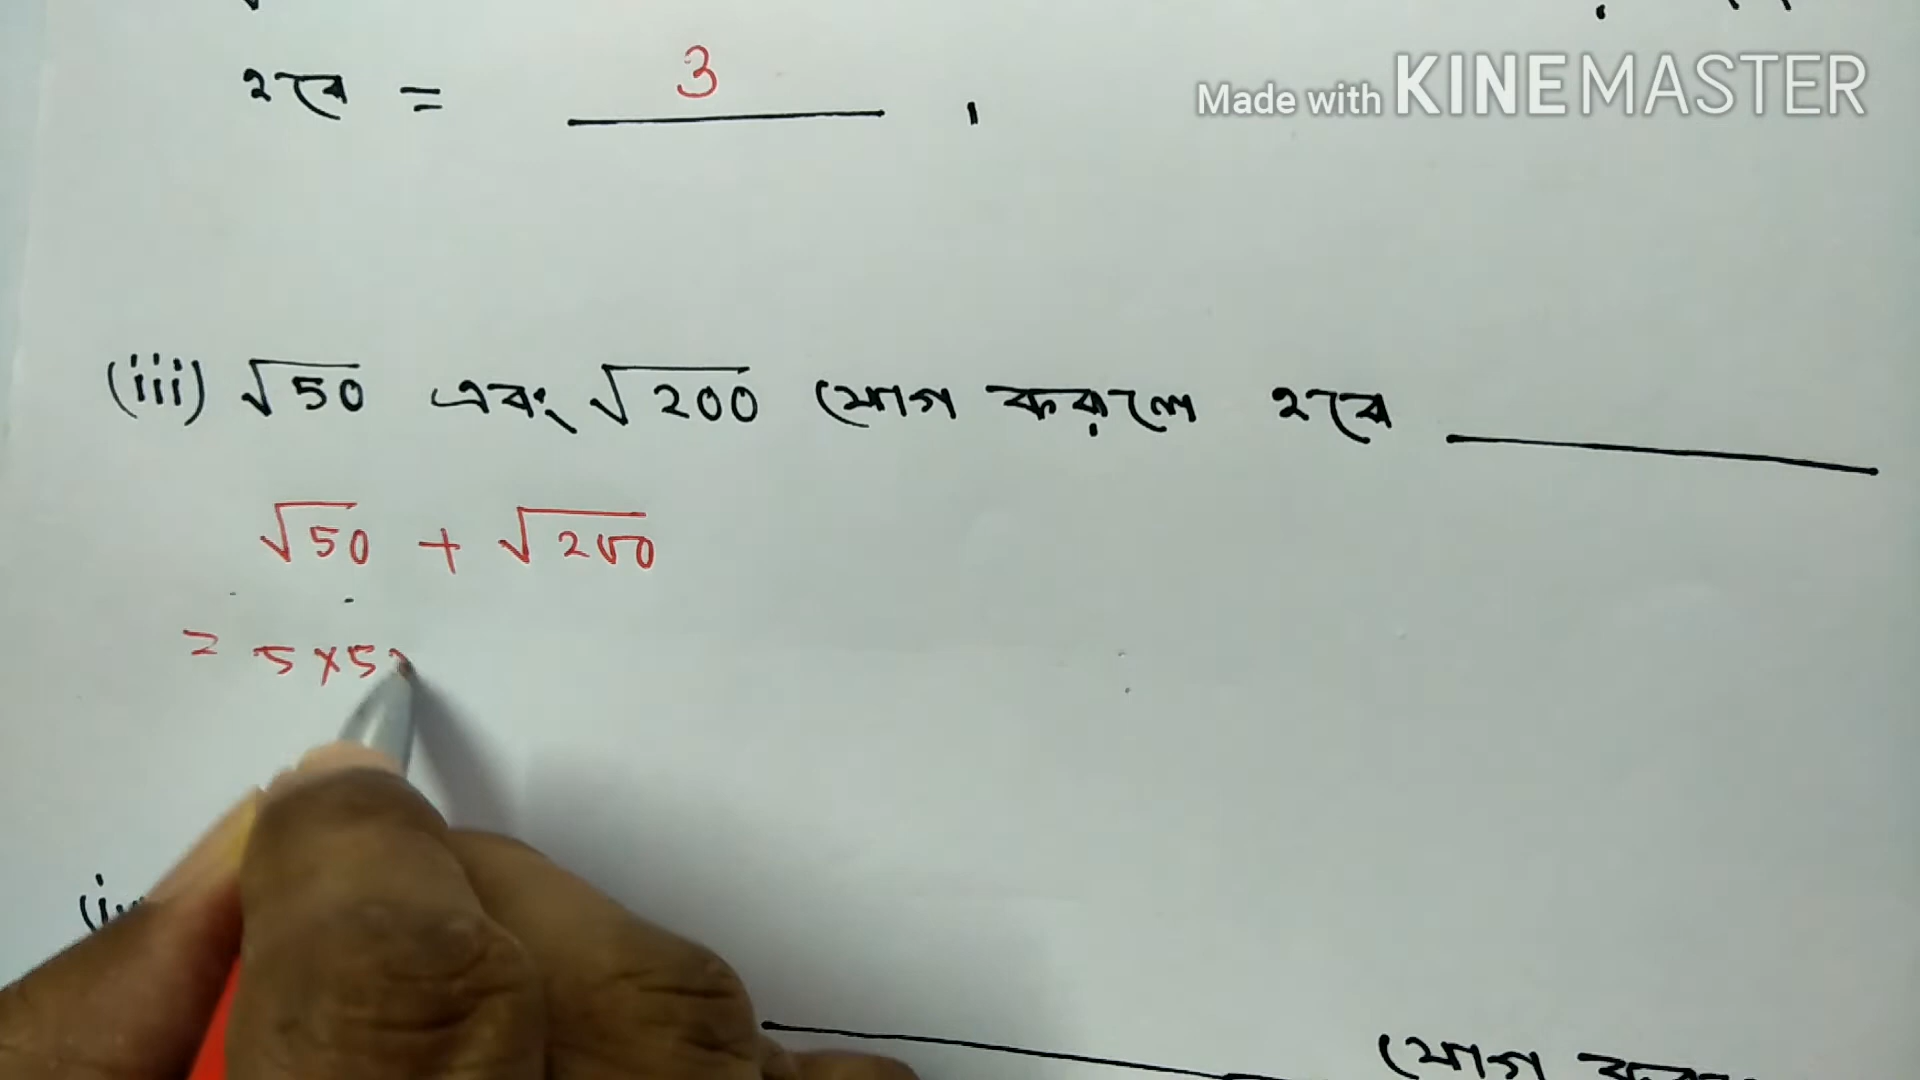 Made with KINEMASTER
হবে = 3 ।
(iii) √50 এবং √200 যোগ করলে হবে
√50 + √200
= 5×5
যোগ